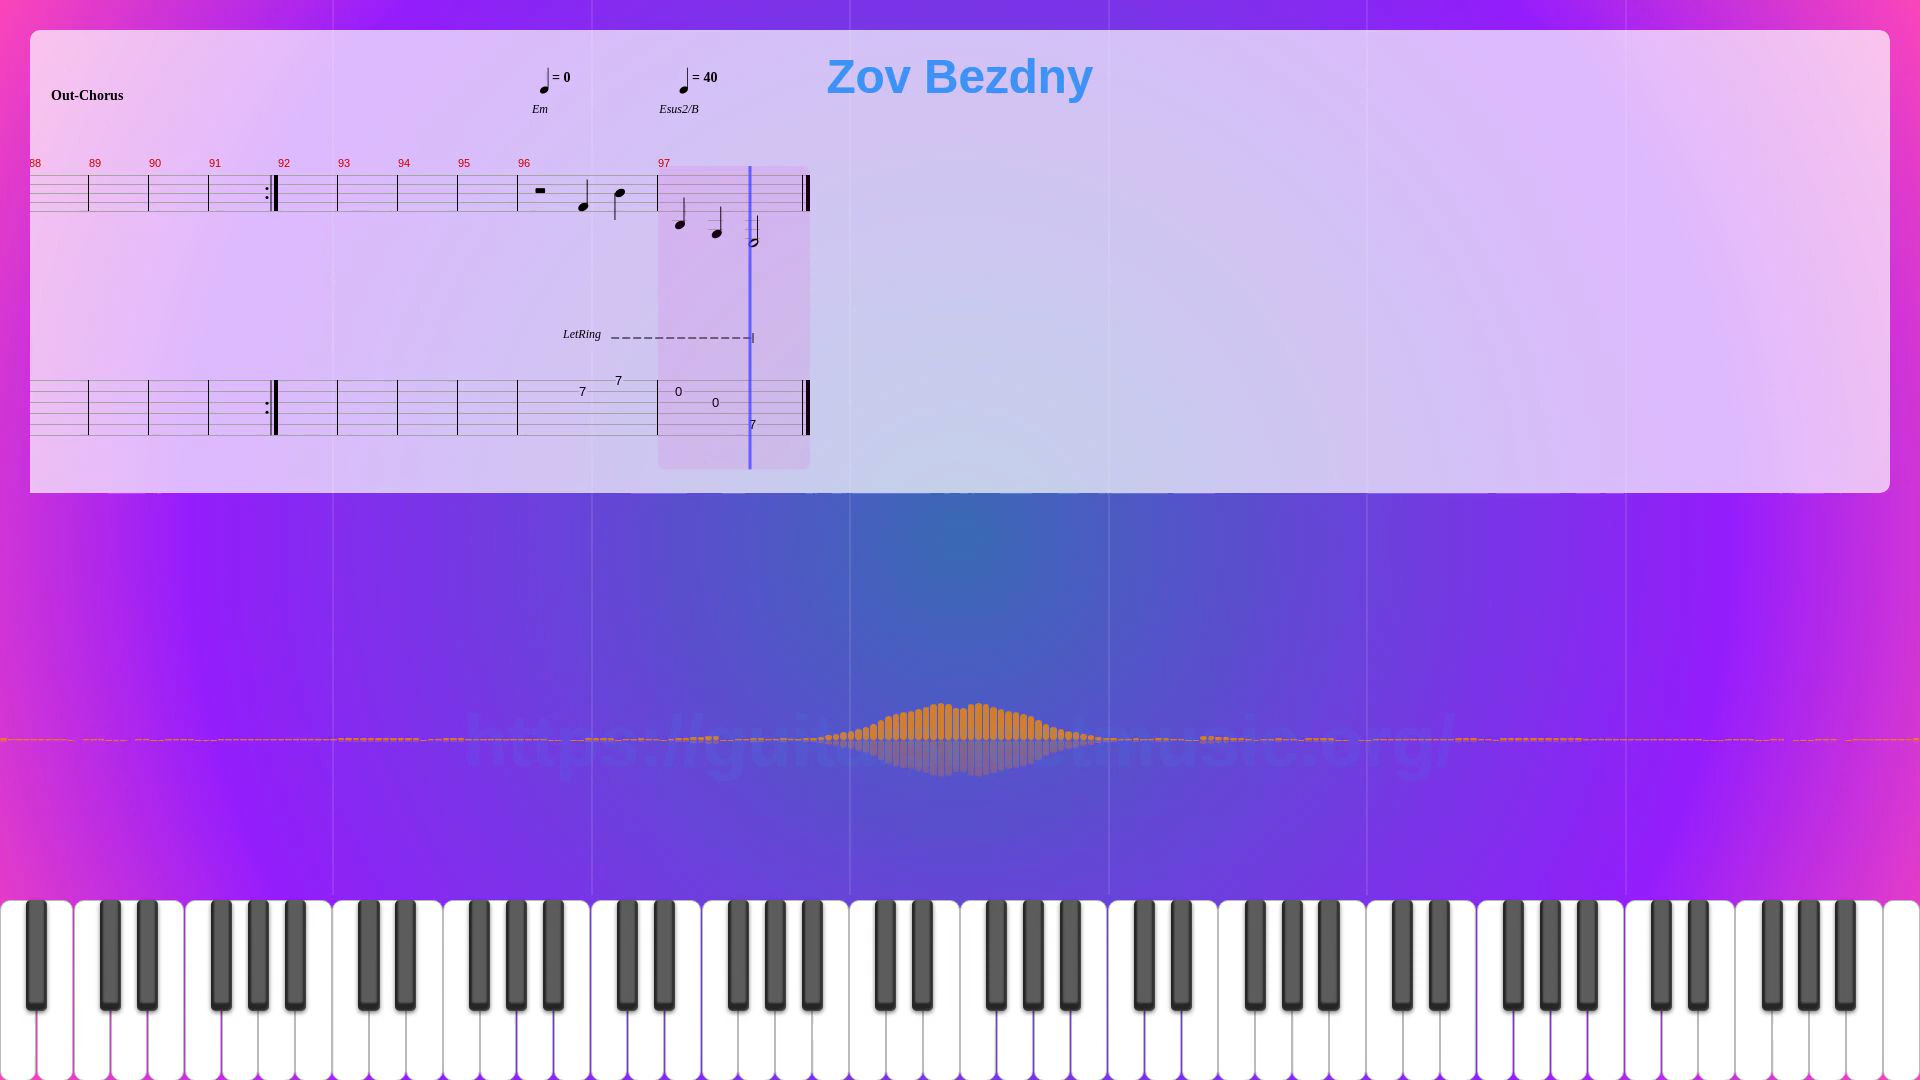 Zov Bezdny
= 0
= 40
Out-Chorus
Em
Esus2/B
88 89 90 91 92 93 94 95 96 97
LetRing
7
7 0
0
7